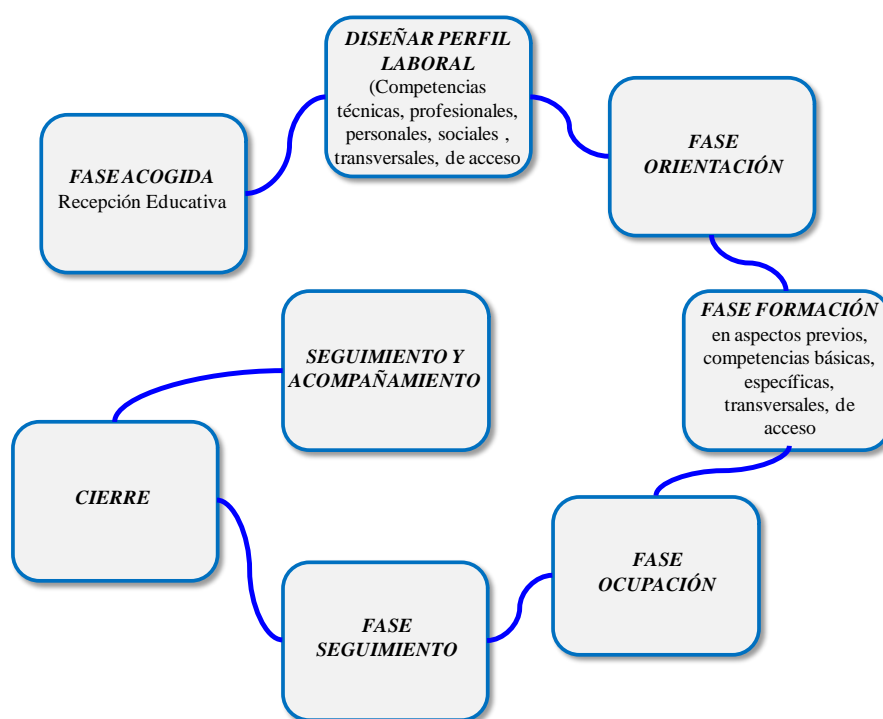 FASE ACOGIDA
Recepción Educativa
DISEÑAR PERFIL
LABORAL
(Competencias
técnicas, profesionales,
personales, sociales ,
transversales, de acceso
FASE
ORIENTACIÓN
FASE FORMACIÓN
en aspectos previos,
competencias básicas,
específicas,
transversales, de
acceso
FASE
OCUPACIÓN
FASE
SEGUIMIENTO
CIERRE
SEGUIMIENTO Y
ACOMPAÑAMIENTO